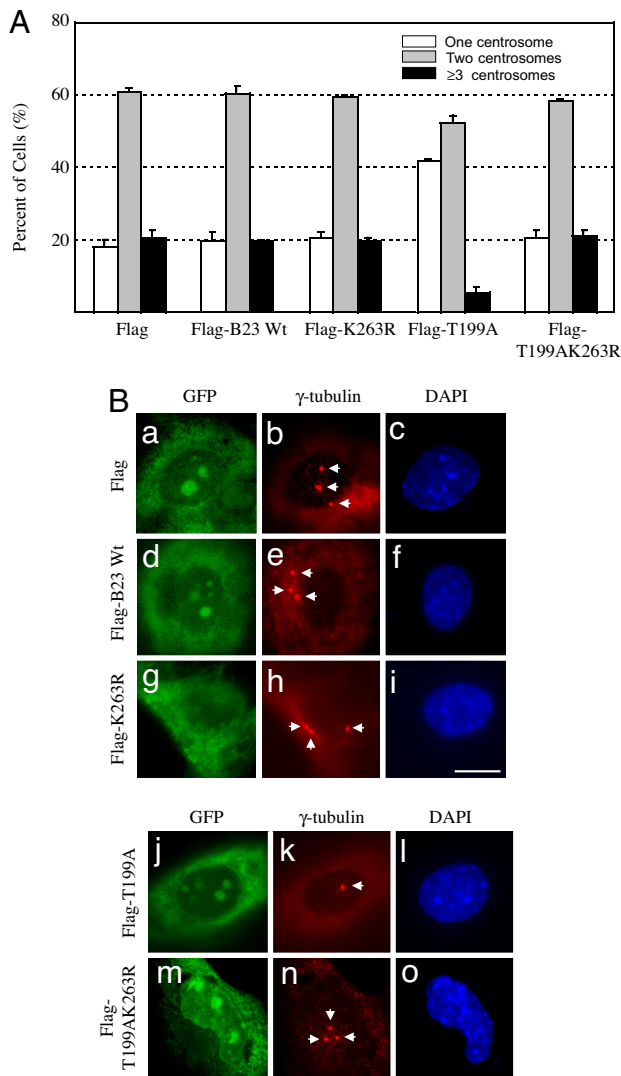 A
80
60
40
20
Percent of Cells (%)
One centrosome
Two centrosomes
≥3 centrosomes
Flag
Flag-B23 Wt
Flag-K263R
Flag-T199A
Flag-
T199AK263R
B
GFP
γ-tubulin
DAPI
Flag
a
b
c
Flag-B23 Wt
d
e
f
Flag-K263R
g
h
i
GFP
γ-tubulin
DAPI
Flag-T199A
j
k
l
Flag-
T199AK263R
m
n
o